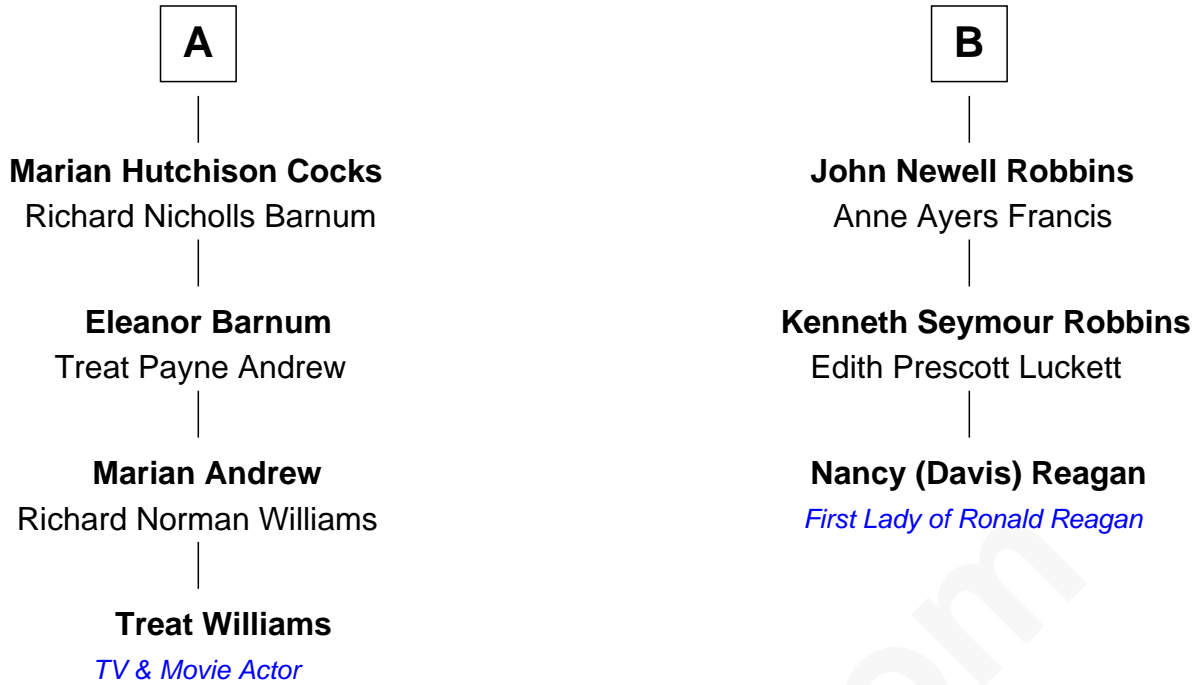 A
Marian Hutchison Cocks
Richard Nicholls Barnum
Eleanor Barnum
Treat Payne Andrew
Marian Andrew
Richard Norman Williams
Treat Williams
TV & Movie Actor
B
John Newell Robbins
Anne Ayers Francis
Kenneth Seymour Robbins
Edith Prescott Luckett
Nancy (Davis) Reagan
First Lady of Ronald Reagan
om